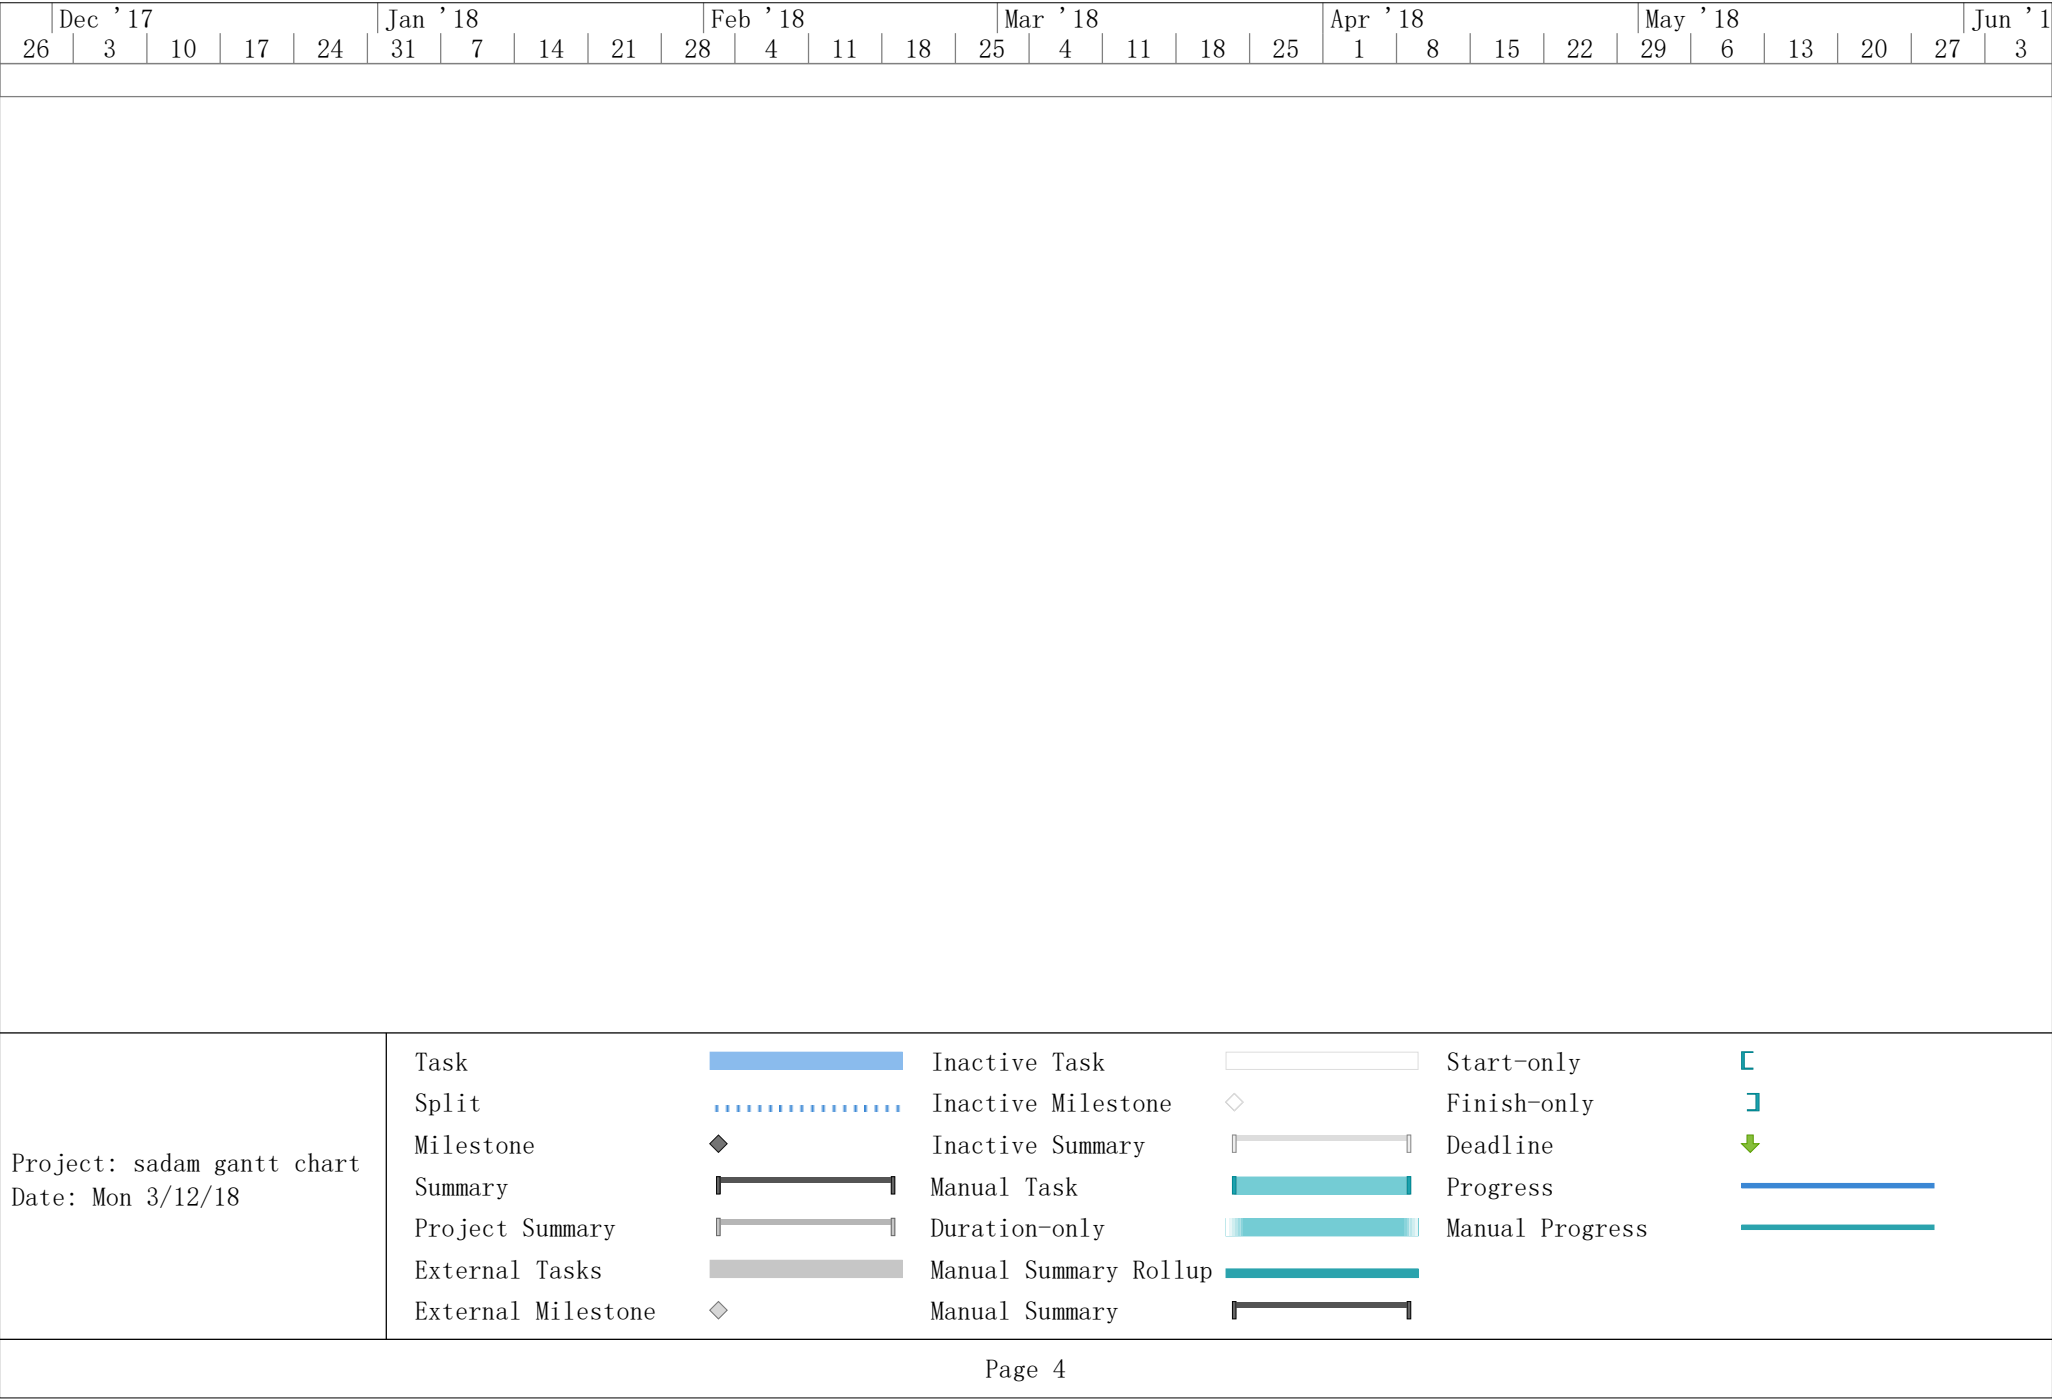 Dec '17 Jan '18 Feb '18 Mar '18 Apr '18 May '18 Jun '1
26 3 10 17 24 31 7 14 21 28 4 11 18 25 4 11 18 25 1 8 15 22 29 6 13 20 27 3
Project: sadam gantt chart
Date: Mon 3/12/18
Task
Split
Milestone
Summary
Project Summary
External Tasks
External Milestone
Inactive Task
Inactive Milestone
Inactive Summary
Manual Task
Duration-only
Manual Summary Rollup
Manual Summary
Start-only
Finish-only
Deadline
Progress
Manual Progress
Page 4